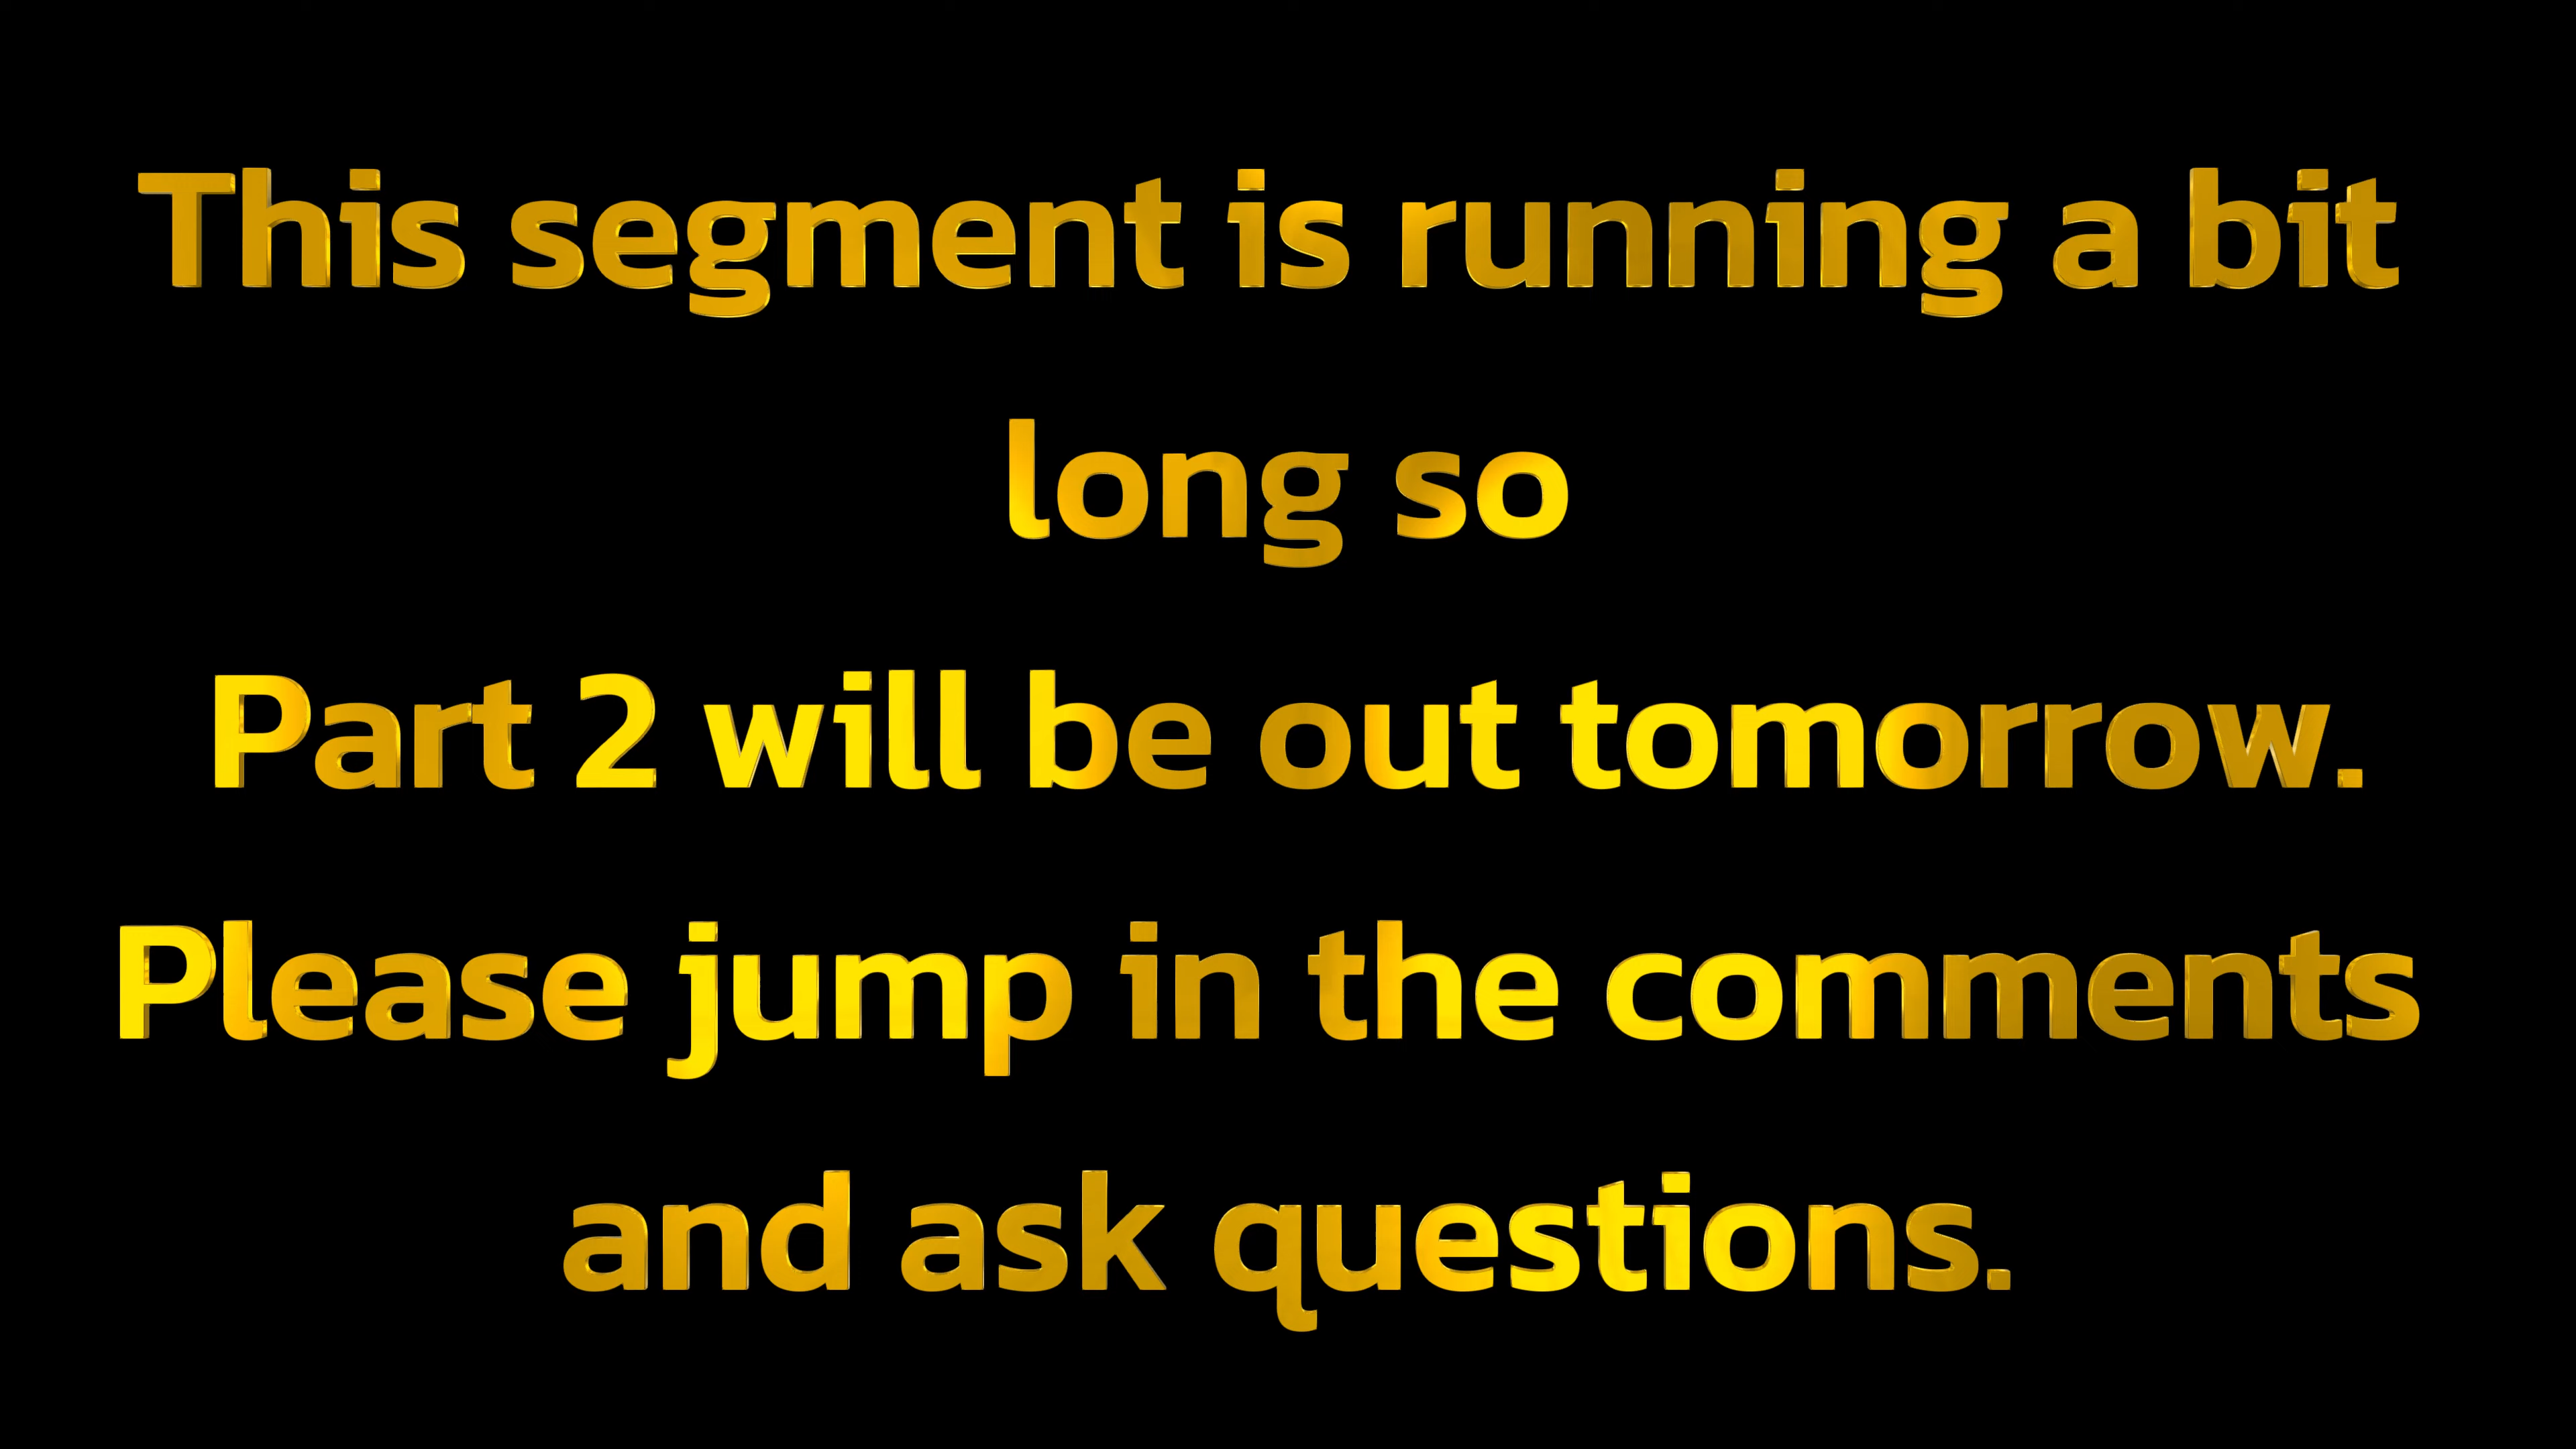 This segment is running a bit
long so
Part 2 will be out tomorrow.
Please jump in the comments
and ask questions.